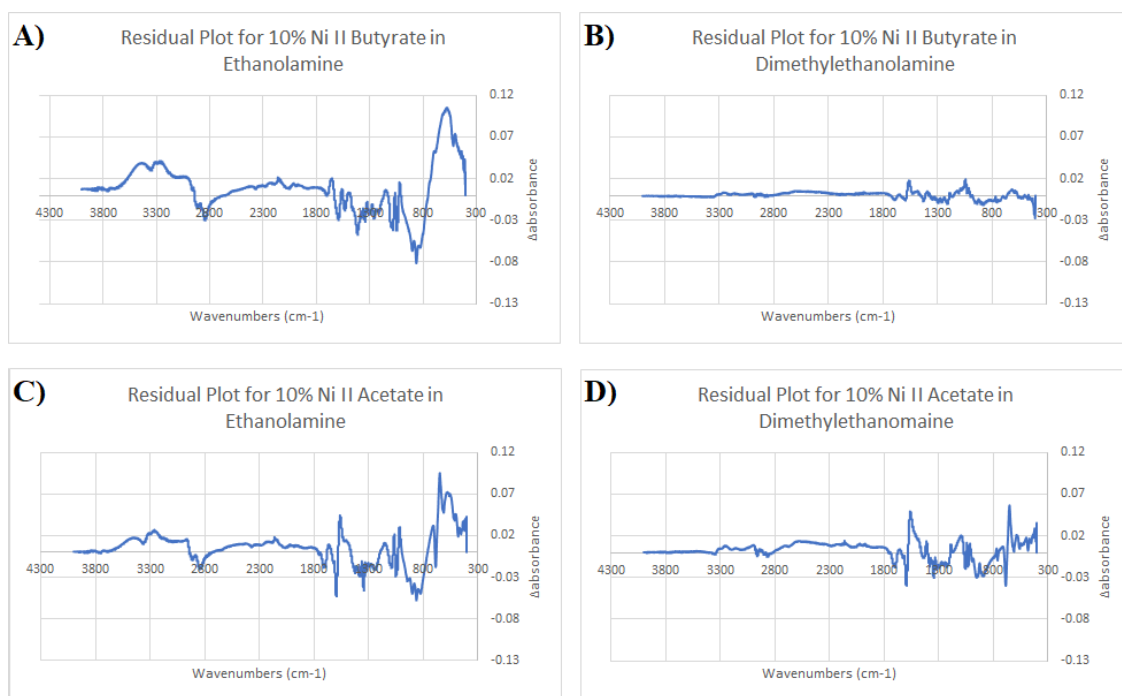 A)
Residual Plot for 10% Ni II Butyrate in
Ethanolamine
0.12
0.07
0.02
-0.03
-0.08
-0.13
Δabsorbance
4300 3800 3300 2800 2300 1800 1300 800 300
Wavenumbers (cm-1)
B)
Residual Plot for 10% Ni II Butyrate in
Dimethylethanolamine
0.12
0.07
0.02
-0.03
-0.08
-0.13
Δabsorbance
4300 3800 3300 2800 2300 1800 1300 800 300
Wavenumbers (cm-1)
C)
Residual Plot for 10% Ni II Acetate in
Ethanolamine
0.12
0.07
0.02
-0.03
-0.08
-0.13
Δabsorbance
4300 3800 3300 2800 2300 1800 1300 800 300
Wavenumbers (cm-1)
D)
Residual Plot for 10% Ni II Acetate in
Dimethylethanomaine
0.12
0.07
0.02
-0.03
-0.08
-0.13
Δabsorbance
4300 3800 3300 2800 2300 1800 1300 800 300
Wavenumbers (cm-1)